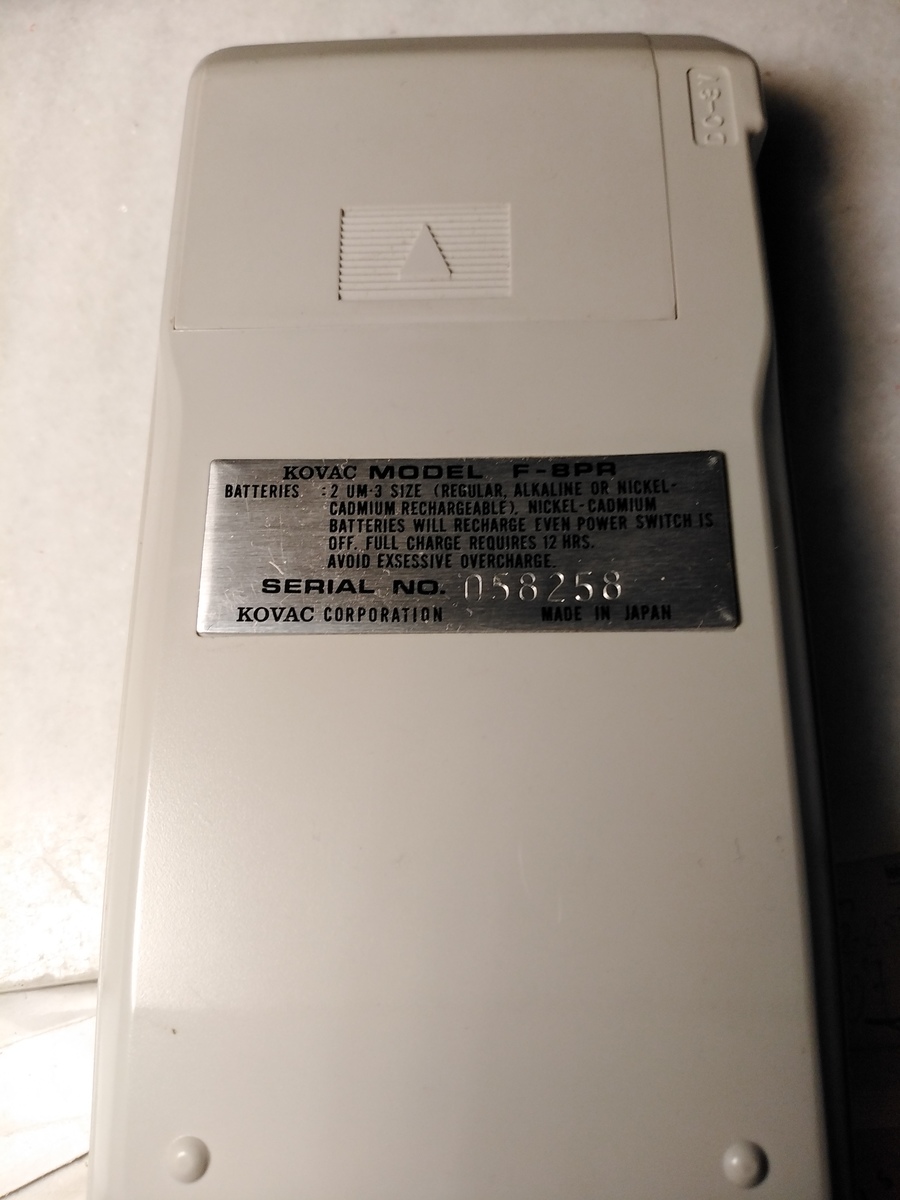 DC-3V
KOVAC MODEL F-8PR
BATTERIES :2 UM-3 SIZE (REGULAR, ALKALINE OR NICKEL-
CADMIUM RECHARGEABLE). NICKEL-CADMIUM
BATTERIES WILL RECHARGE EVEN POWER SWITCH IS
OFF. FULL CHARGE REQUIRES 12 HRS.
AVOID EXSESSIVE OVERCHARGE.
SERIAL NO. 058258
KOVAC CORPORATION MADE IN JAPAN